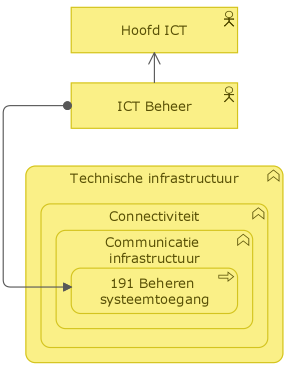 Hoofd ICT
ICT Beheer
Technische infrastructuur
Connectiviteit
Communicatie
infrastructuur
191 Beheren
systeemtoegang